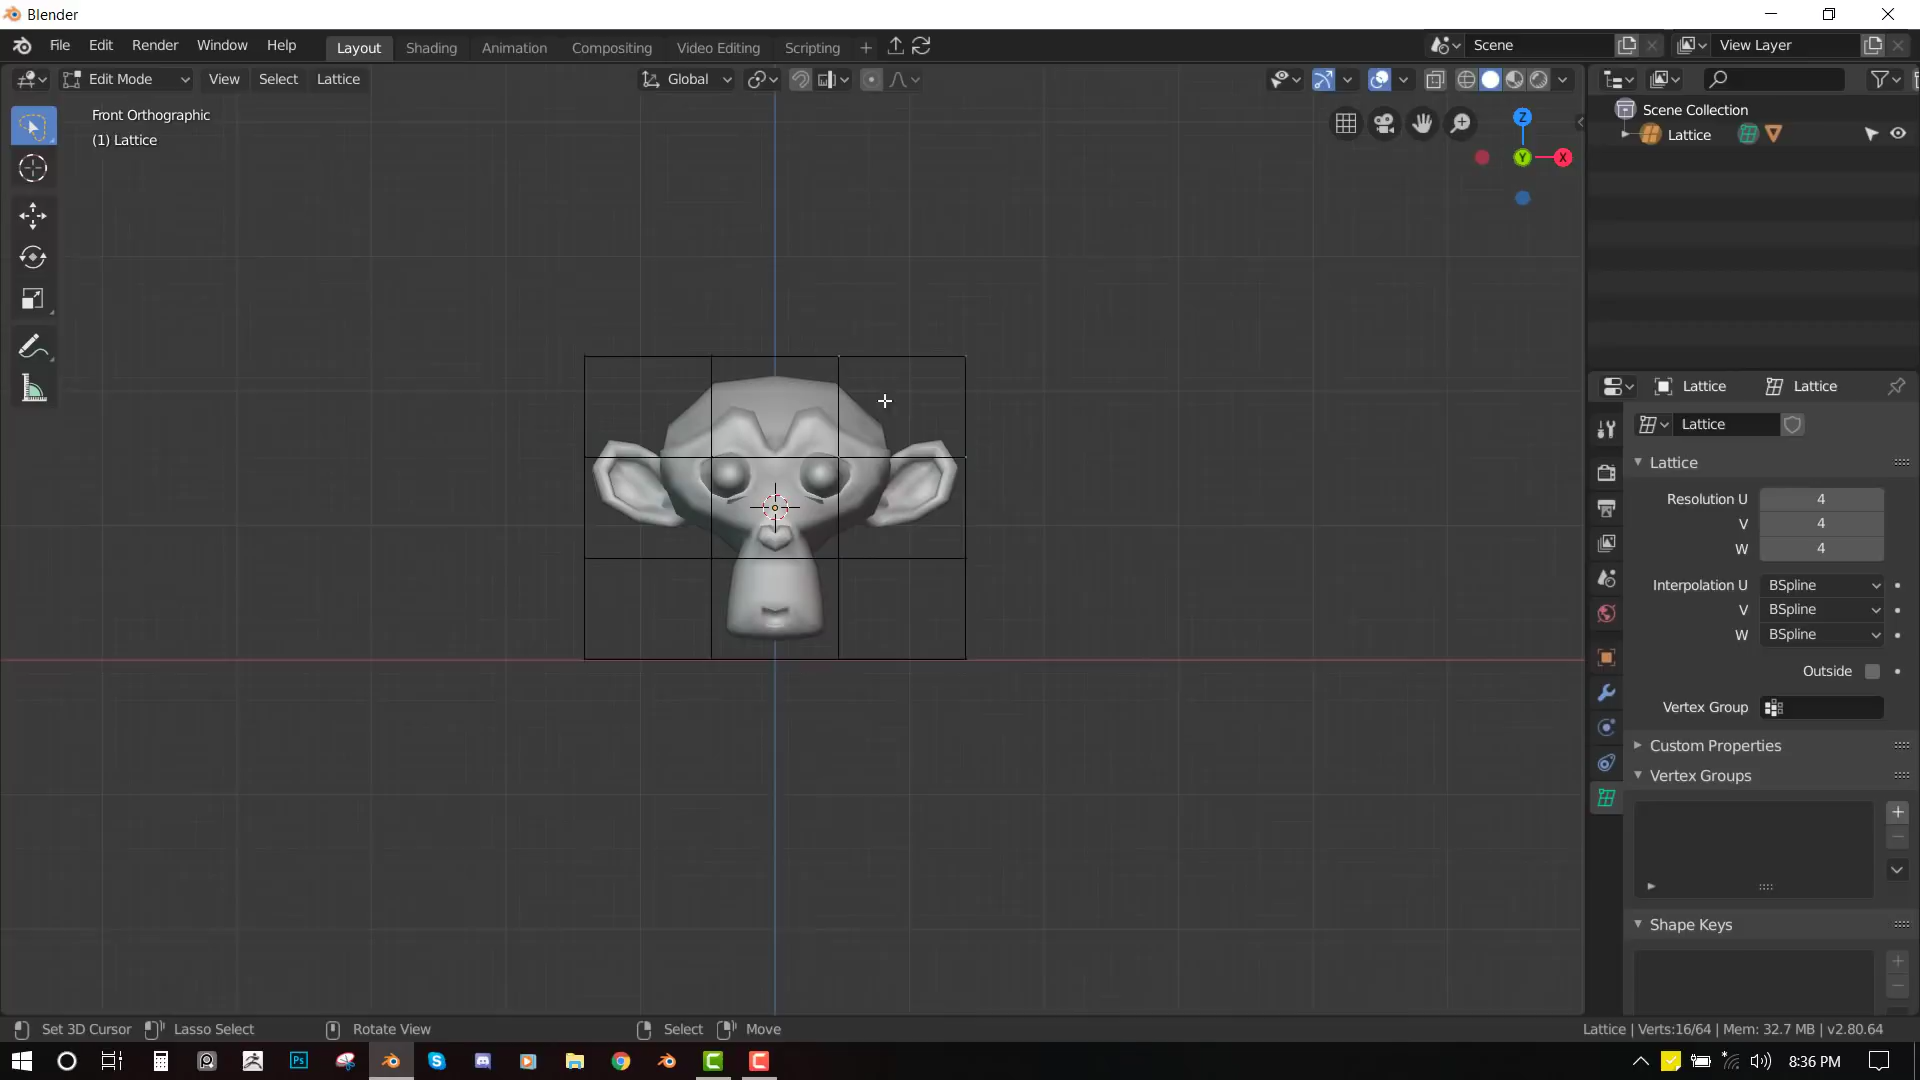 Blender
File Edit Render Window Help Layout Shading Animation Compositing Video Editing Scripting + Scene View Layer
Edit Mode View Select Lattice Global
Front Orthographic
(1) Lattice
Z
Y
X
Scene Collection
Lattice
Lattice Lattice
Lattice
Lattice
Resolution U 4
V 4
W 4
Interpolation U BSpline
V BSpline
W BSpline
Outside
Vertex Group
Custom Properties
Vertex Groups
Shape Keys
Set 3D Cursor Lasso Select Rotate View Select Move Lattice | Verts:16/64 | Mem: 32.7 MB | v2.80.64
Ps
8:36 PM